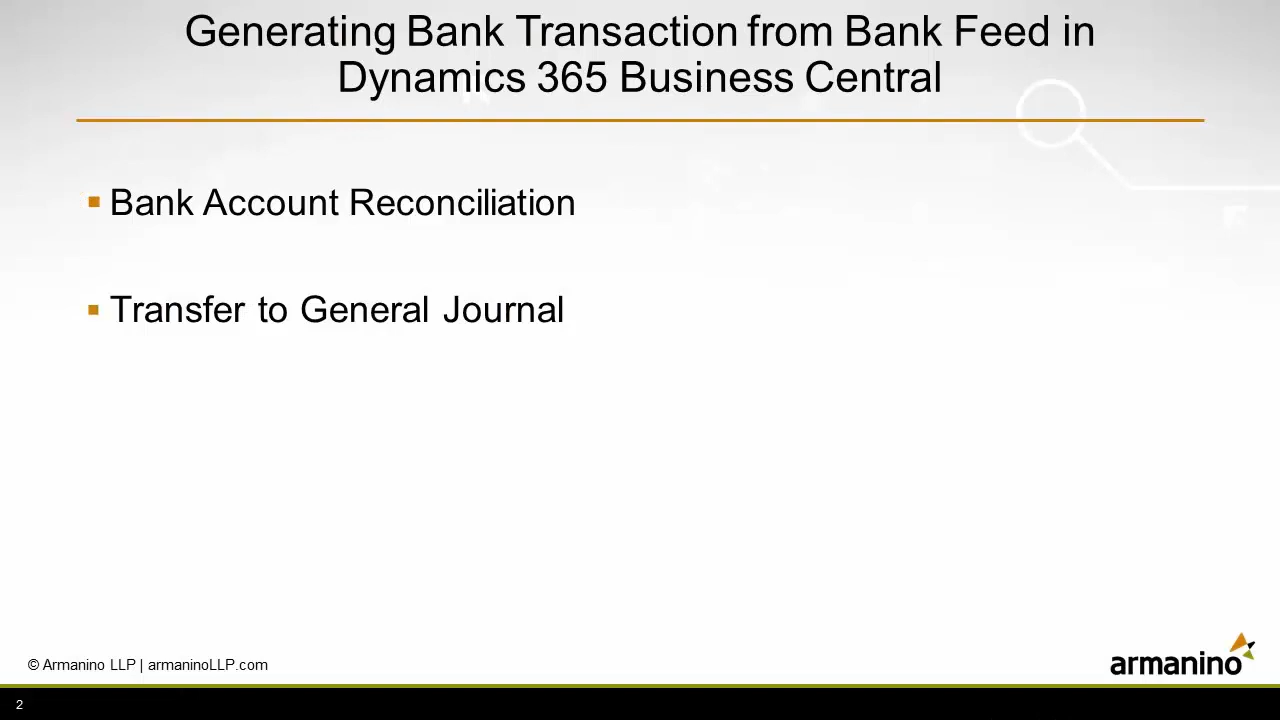 Generating Bank Transaction from Bank Feed in
Dynamics 365 Business Central
Bank Account Reconciliation
Transfer to General Journal
© Armanino LLP | armaninoLLP.com
armanino
2